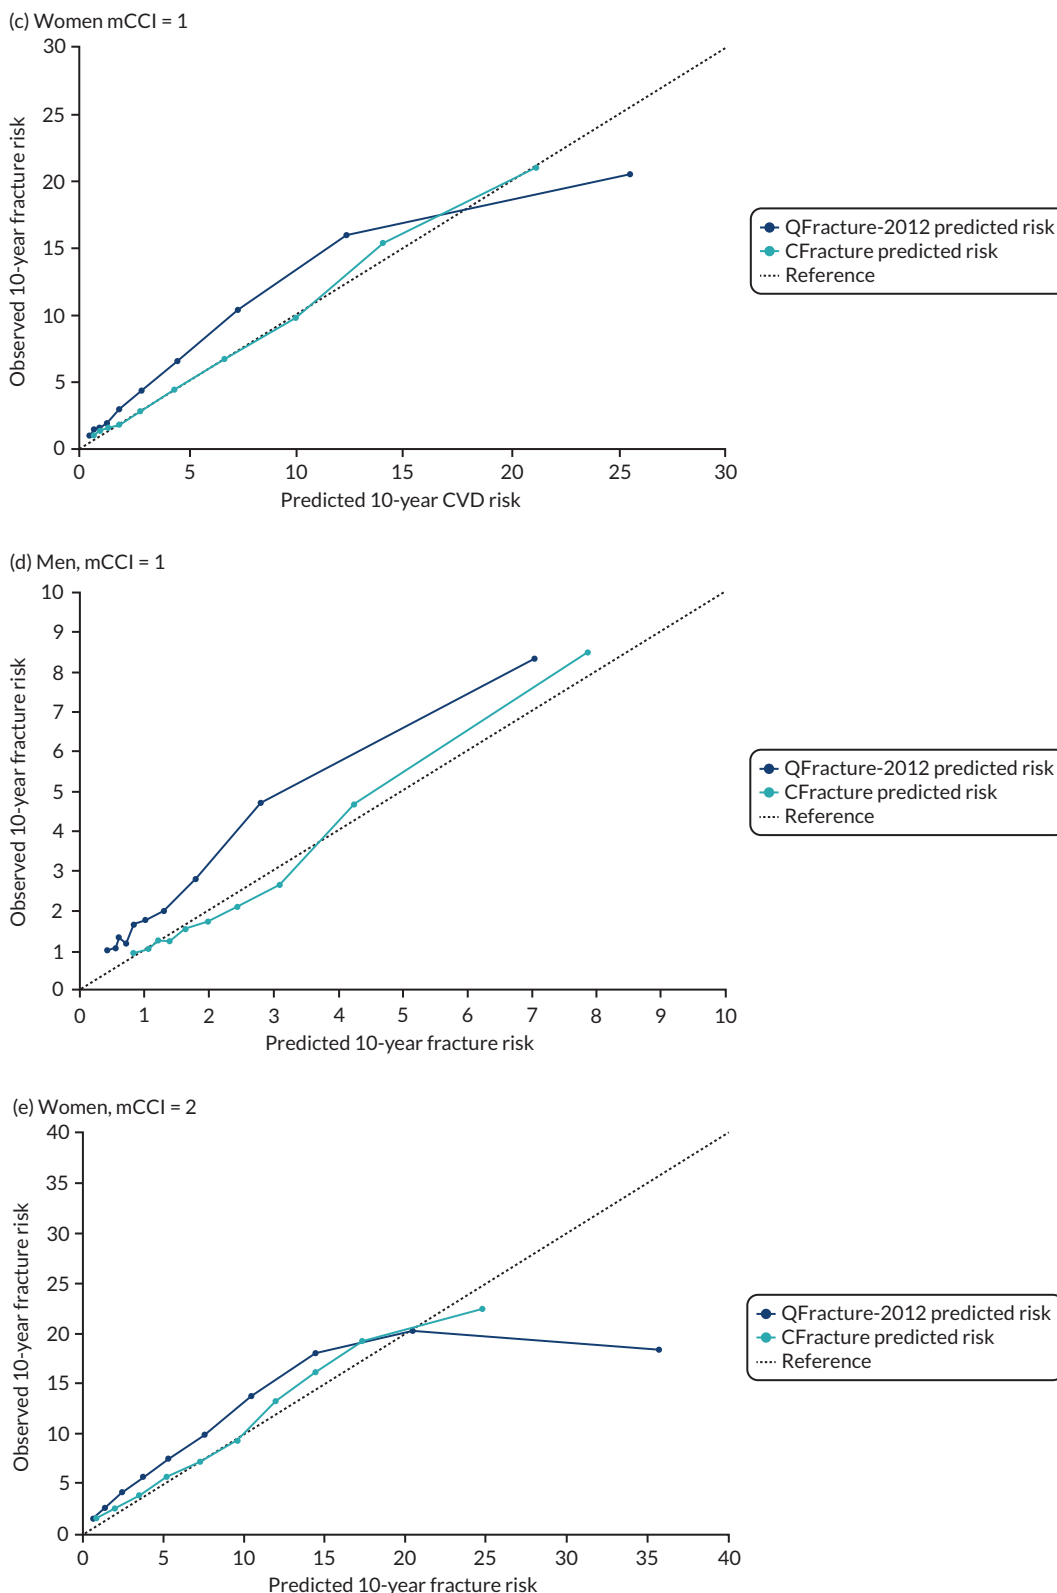 (c) Women mCCI = 1
30
25
20
15
10
5
0
Observed 10-year fracture risk
0 5 10 15 20 25 30
Predicted 10-year CVD risk
QFracture-2012 predicted risk
CFracture predicted risk
Reference
(d) Men, mCCI = 1
10
9
8
7
6
5
4
3
2
1
0
Observed 10-year fracture risk
0 1 2 3 4 5 6 7 8 9 10
Predicted 10-year fracture risk
QFracture-2012 predicted risk
CFracture predicted risk
Reference
(e) Women, mCCI = 2
40
35
30
25
20
15
10
5
0
Observed 10-year fracture risk
0 5 10 15 20 25 30 35 40
Predicted 10-year fracture risk
QFracture-2012 predicted risk
CFracture predicted risk
Reference